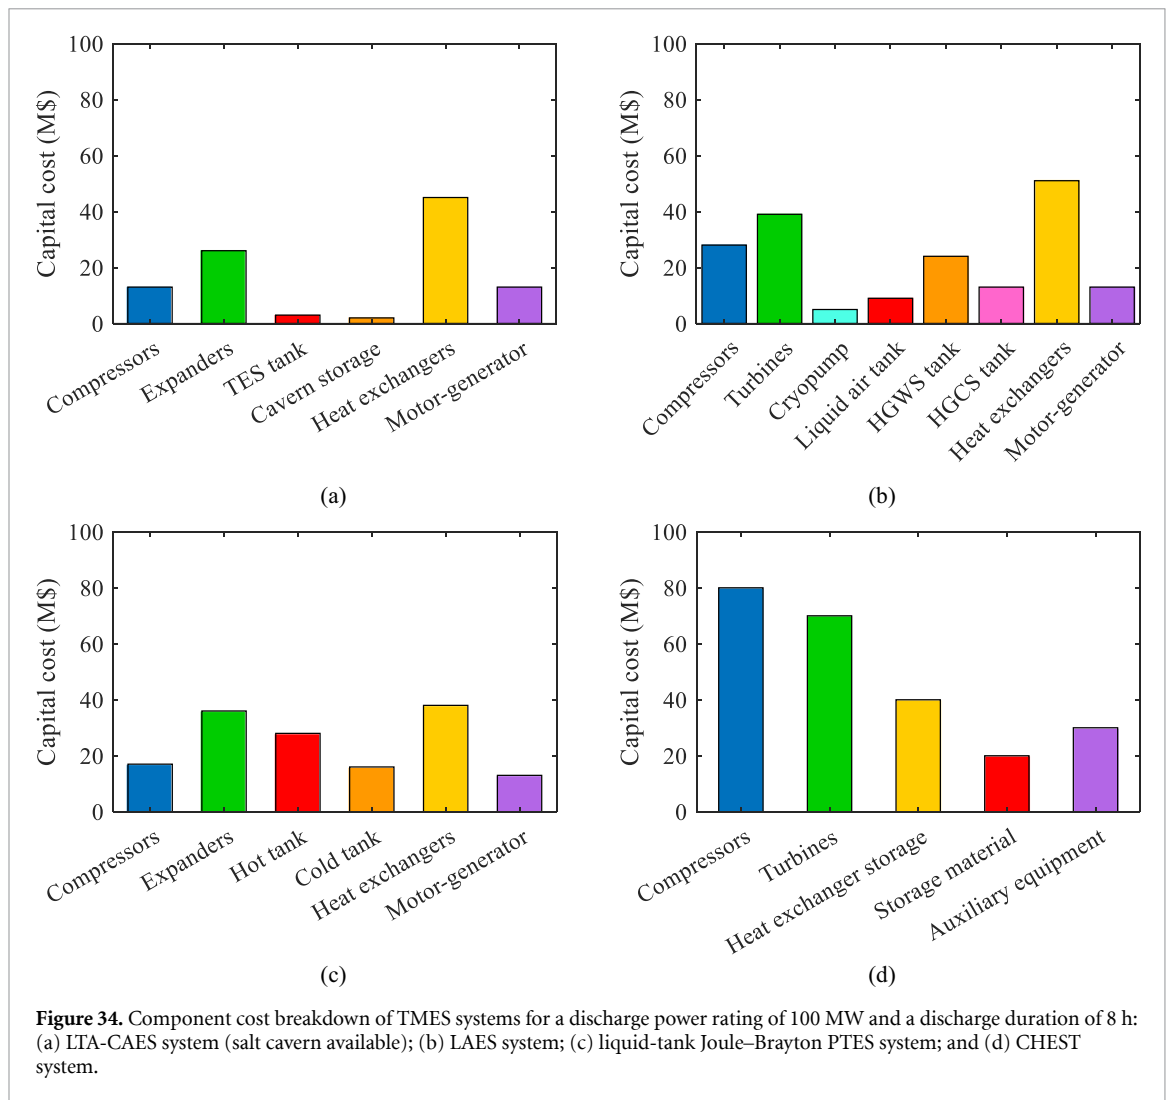 100
80
60
40
20
0
Capital cost (M$)
Compressors
Expanders
TES tank
Cavern storage
Heat exchangers
Motor-generator
(a)
100
80
60
40
20
0
Capital cost (M$)
Compressors
Turbines
Cryopump
Liquid air tank
HGWS tank
HGCS tank
Heat exchangers
Motor-generator
(b)
100
80
60
40
20
0
Capital cost (M$)
Compressors
Expanders
Hot tank
Cold tank
Heat exchangers
Motor-generator
(c)
100
80
60
40
20
0
Capital cost (M$)
Compressors
Turbines
Heat exchanger storage
Storage material
Auxiliary equipment
(d)
Figure 34. Component cost breakdown of TMES systems for a discharge power rating of 100 MW and a discharge duration of 8 h:
(a) LTA-CAES system (salt cavern available); (b) LAES system; (c) liquid-tank Joule–Brayton PTES system; and (d) CHEST
system.